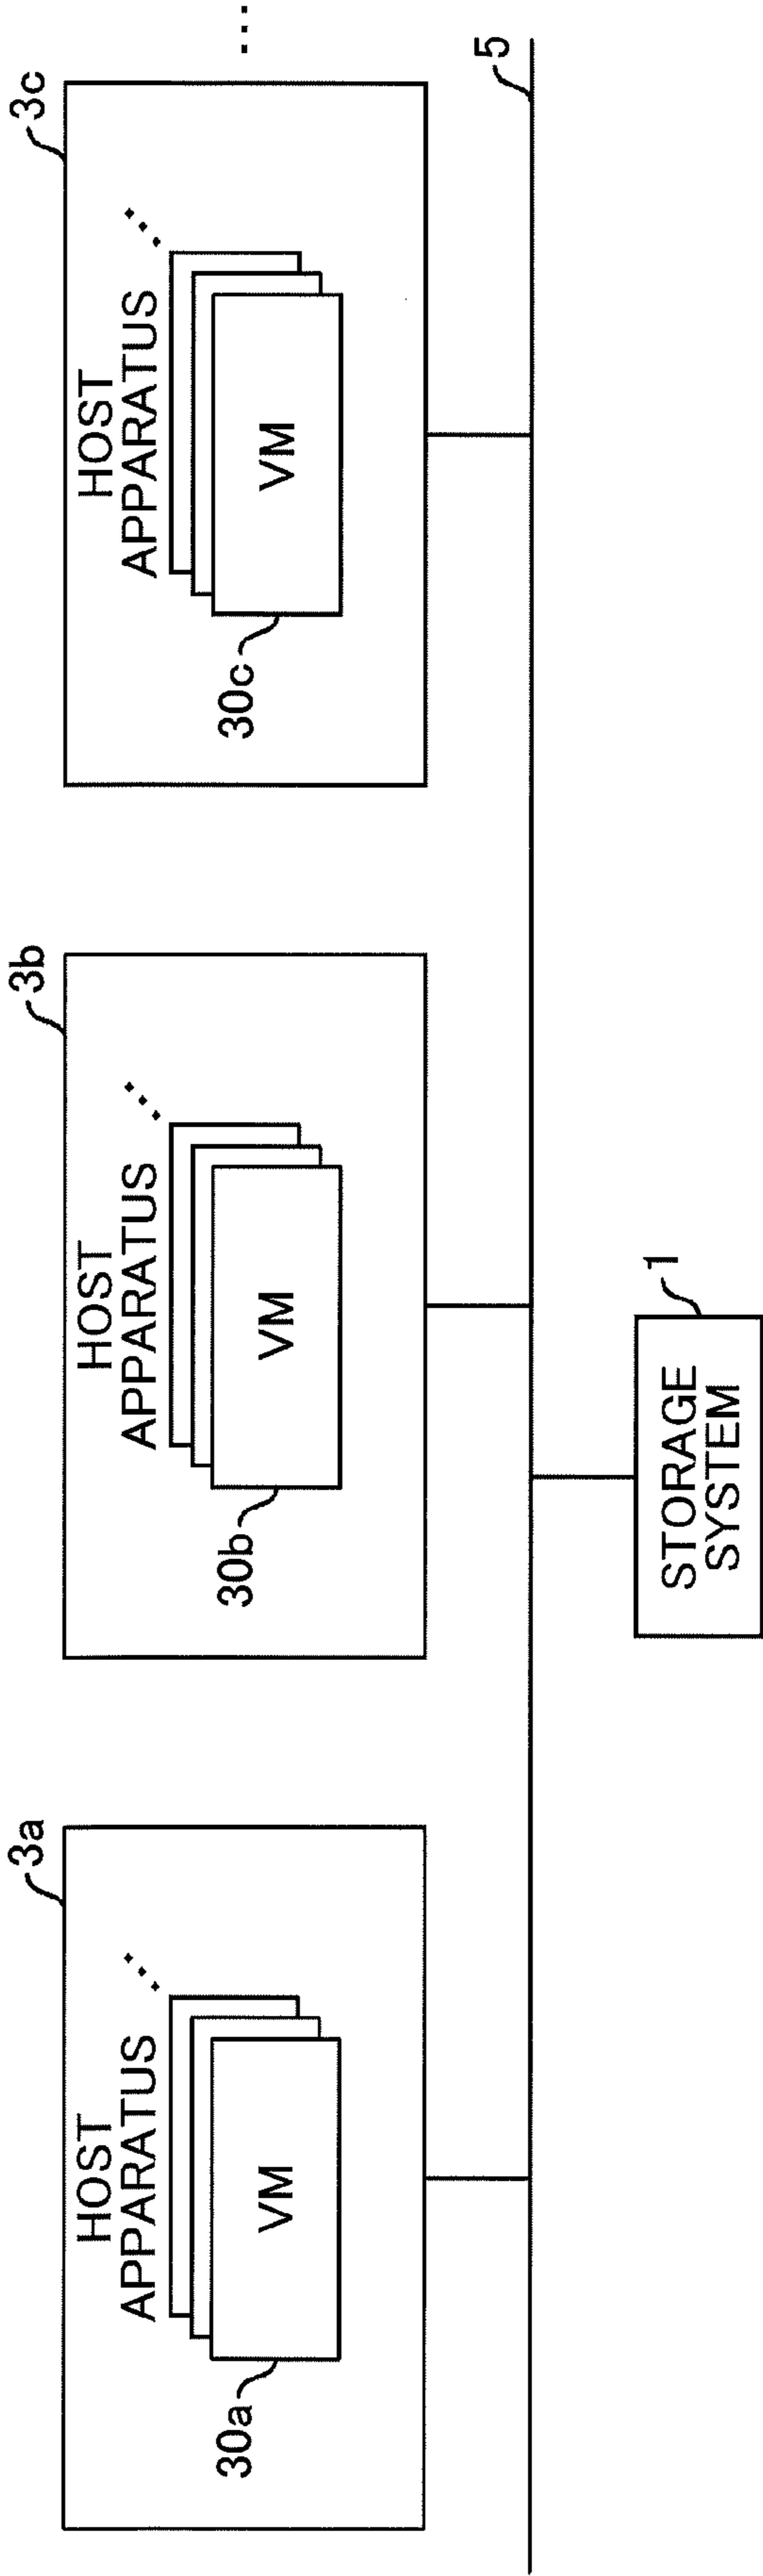 3a
HOST
APPARATUS
VM
30a
3b
HOST
APPARATUS
VM
30b
3c
HOST
APPARATUS
VM
30c
...
5
STORAGE
SYSTEM
1